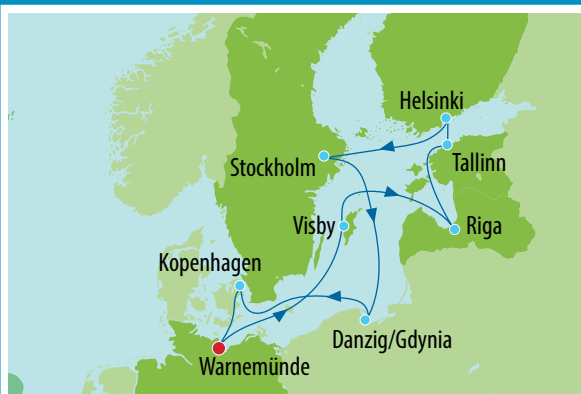 Helsinki
Stockholm
Tallinn
Visby
Riga
Kopenhagen
Danzig/Gdynia
Warnemünde